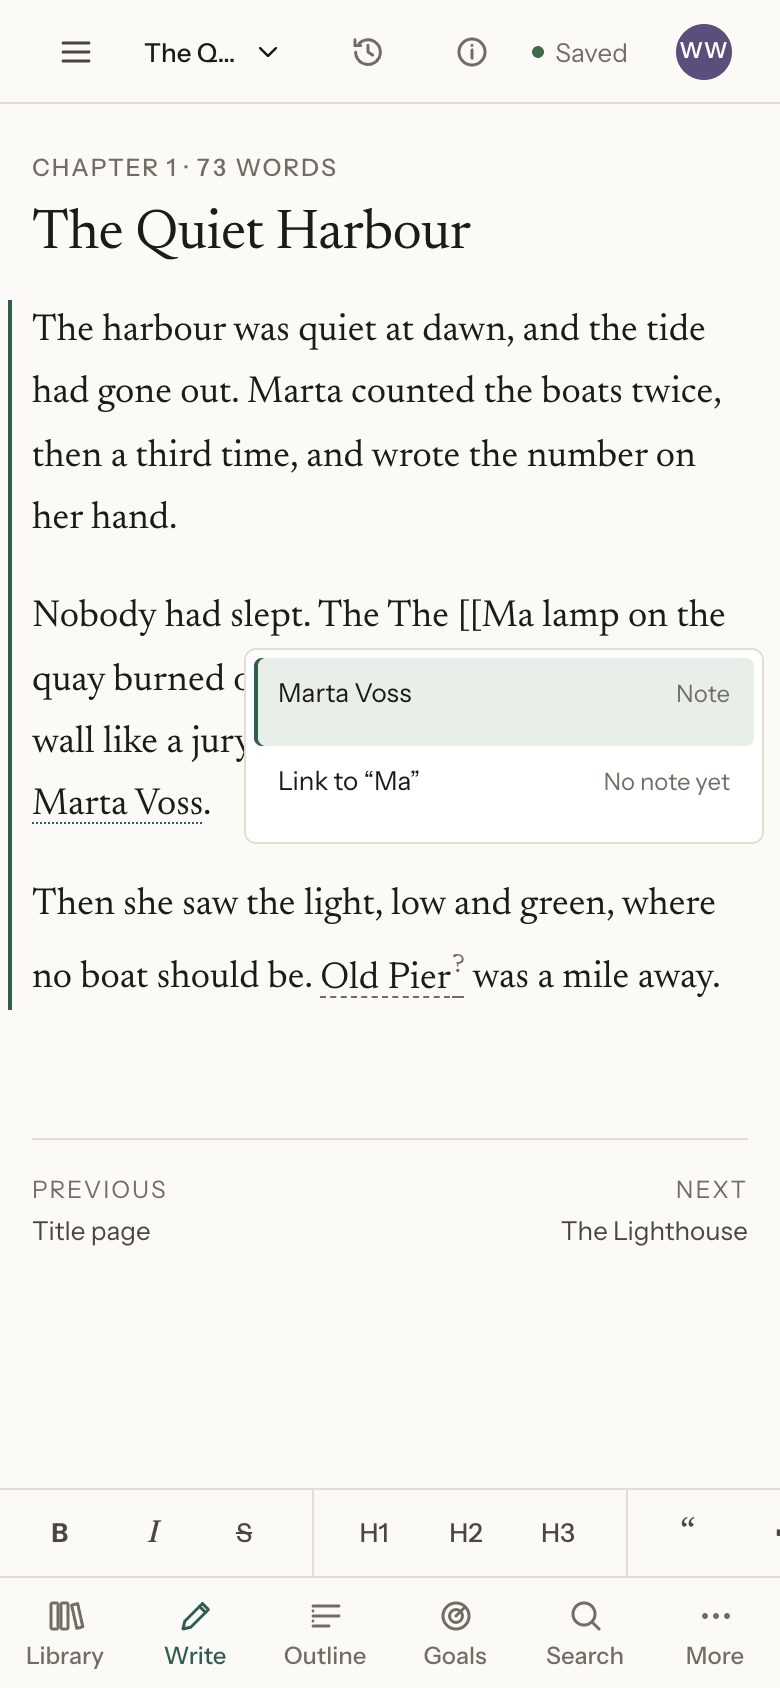 The Q...
Saved
WW
CHAPTER 1 · 73 WORDS
The Quiet Harbour
The harbour was quiet at dawn, and the tide
had gone out. Marta counted the boats twice,
then a third time, and wrote the number on
her hand.
Nobody had slept. The The [[Ma lamp on the
quay burned
wall like a jury
Marta Voss.
Marta Voss Note
Link to “Ma” No note yet
Then she saw the light, low and green, where
no boat should be. Old Pier? was a mile away.
PREVIOUS NEXT
Title page The Lighthouse
B I S H1 H2 H3 “
Library Write Outline Goals Search More